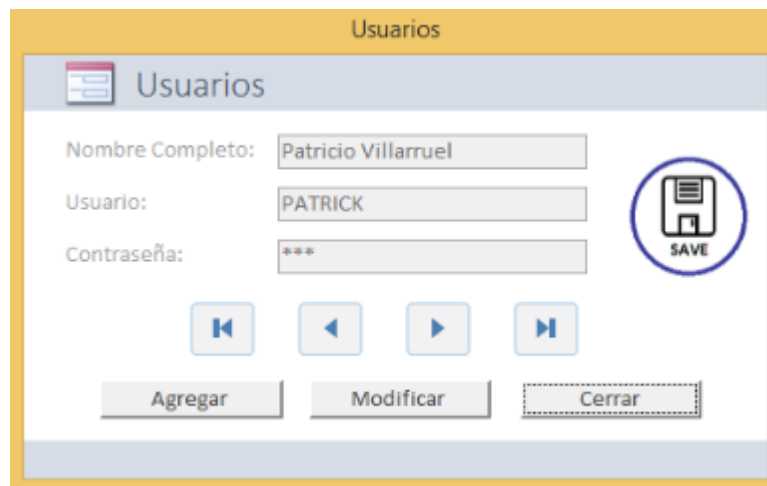 Usuarios
Usuarios
Nombre Completo: Patricio Villarruel
Usuario: PATRICK
Contraseña: ***
SAVE
Agregar Modificar Cerrar